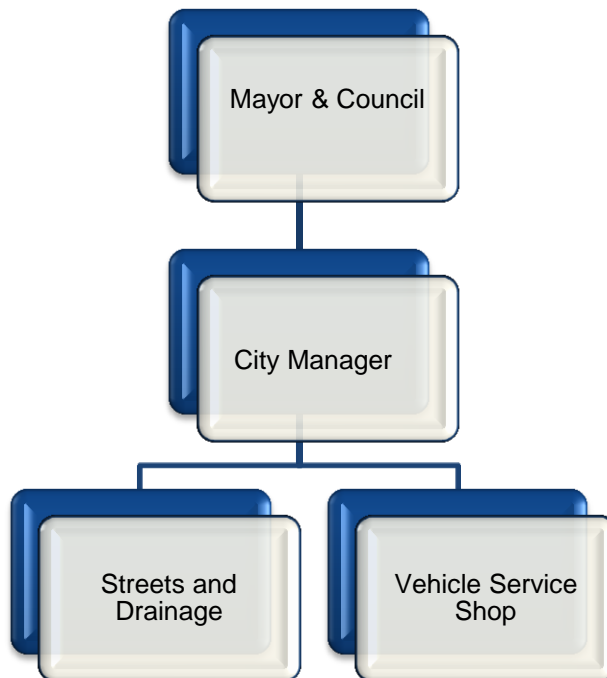 Mayor & Council
City Manager
Streets and
Drainage
Vehicle Service
Shop